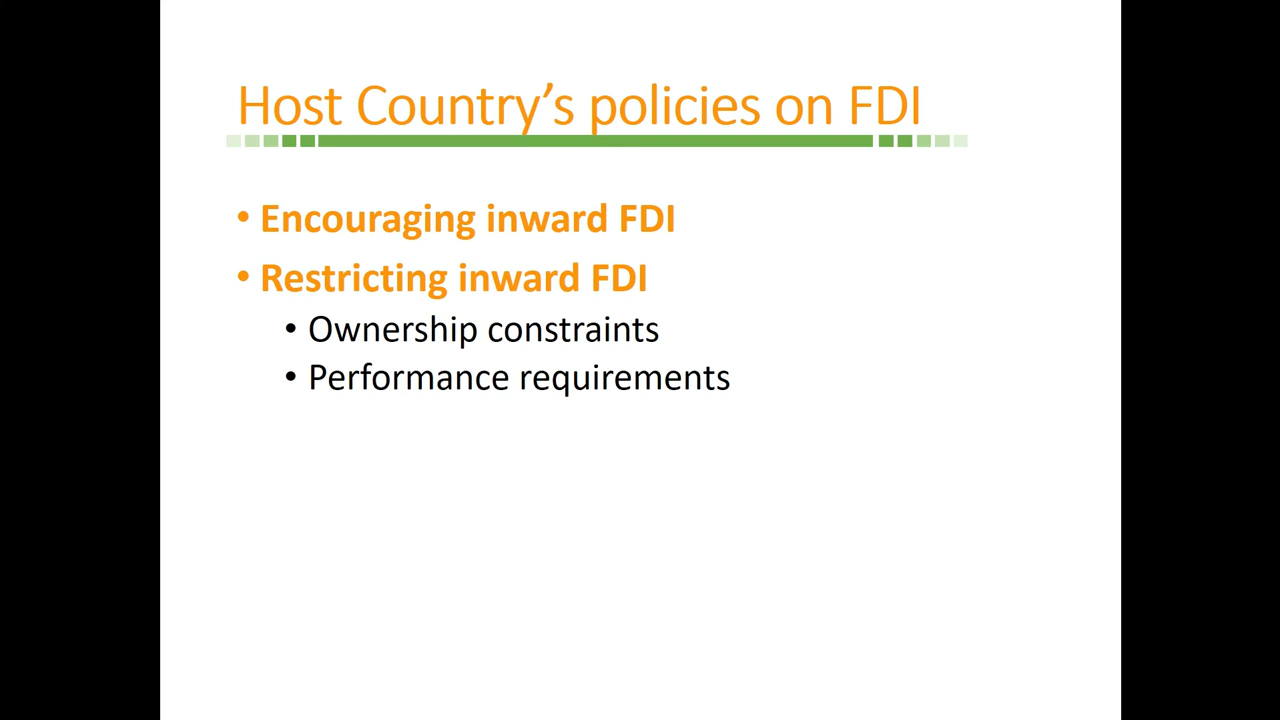 Host Country’s policies on FDI
• Encouraging inward FDI
• Restricting inward FDI
• Ownership constraints
• Performance requirements